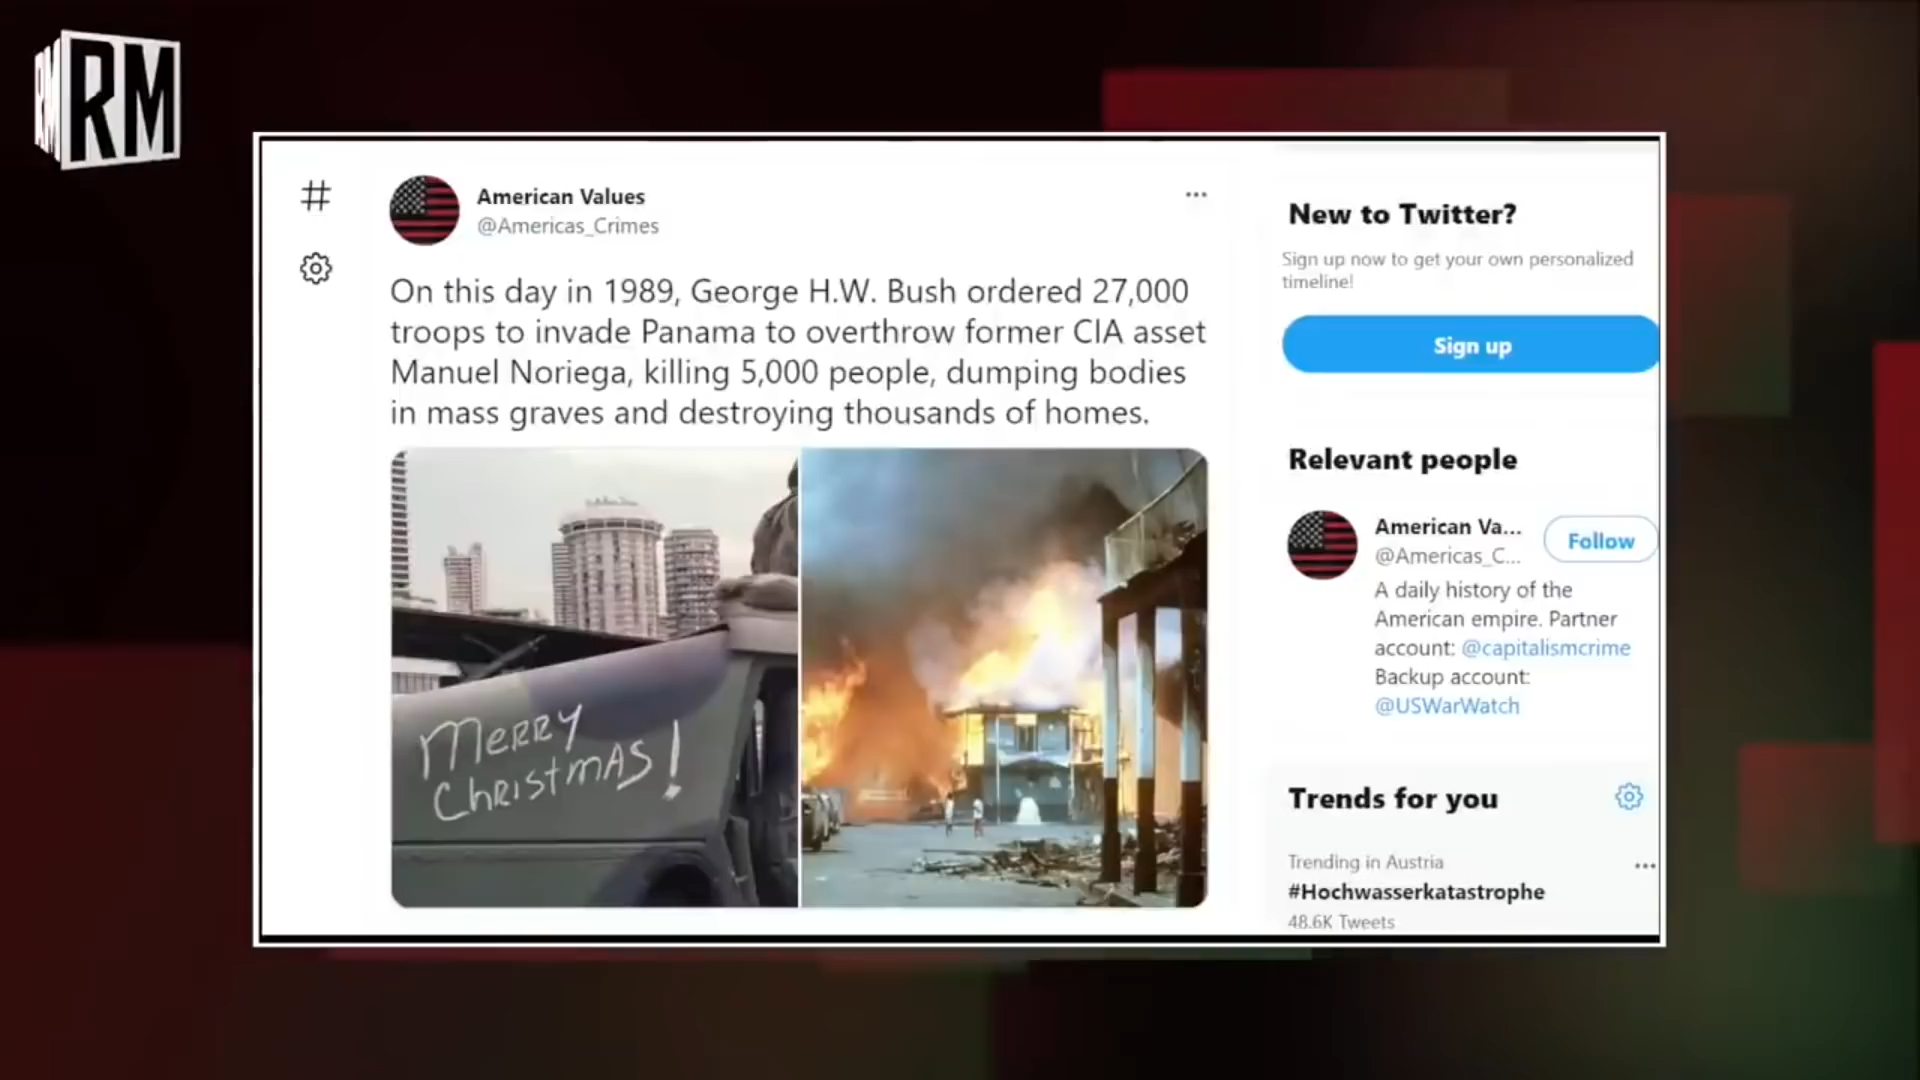 RM
RM
#
American Values
@Americas_Crimes
On this day in 1989, George H.W. Bush ordered 27,000
troops to invade Panama to overthrow former CIA asset
Manuel Noriega, killing 5,000 people, dumping bodies
in mass graves and destroying thousands of homes.
MERRY
CHRISTMAS!
New to Twitter?
Sign up now to get your own personalized
timeline!
Sign up
Relevant people
American Va...
@Americas_C...
Follow
A daily history of the
American empire. Partner
account: @capitalismcrime
Backup account:
@USWarWatch
Trends for you
Trending in Austria
#Hochwasserkatastrophe
48.6K Tweets